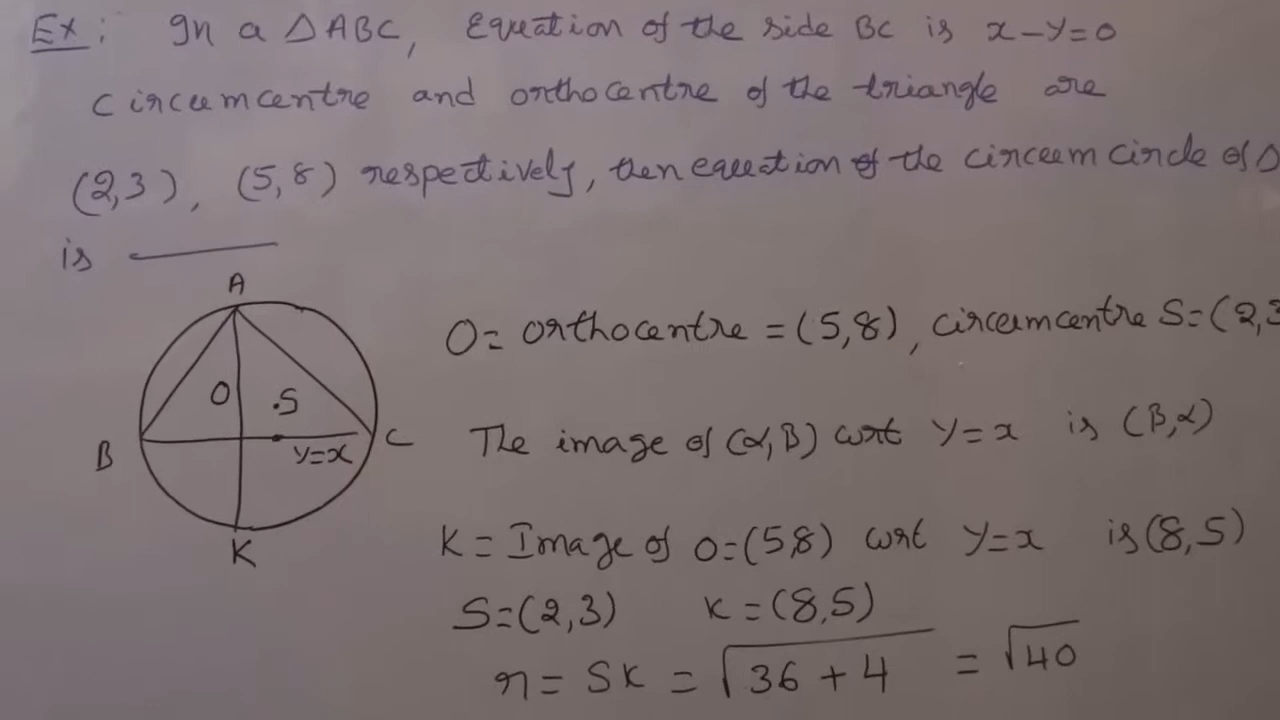 Ex: In a △ABC, Equation of the side BC is x-y=0
circumcentre and orthocentre of the triangle are
(2,3), (5,8) respectively, then equation of the circumcircle of △
is
A
O
.S
B
C
y=x
K
O= orthocentre = (5,8), circumcentre S=(2,3
The image of (α,β) wrt y=x is (β,α)
K = Image of O=(5,8) wrt y=x is (8,5)
S=(2,3) K=(8,5)
r = SK = √36+4 = √40